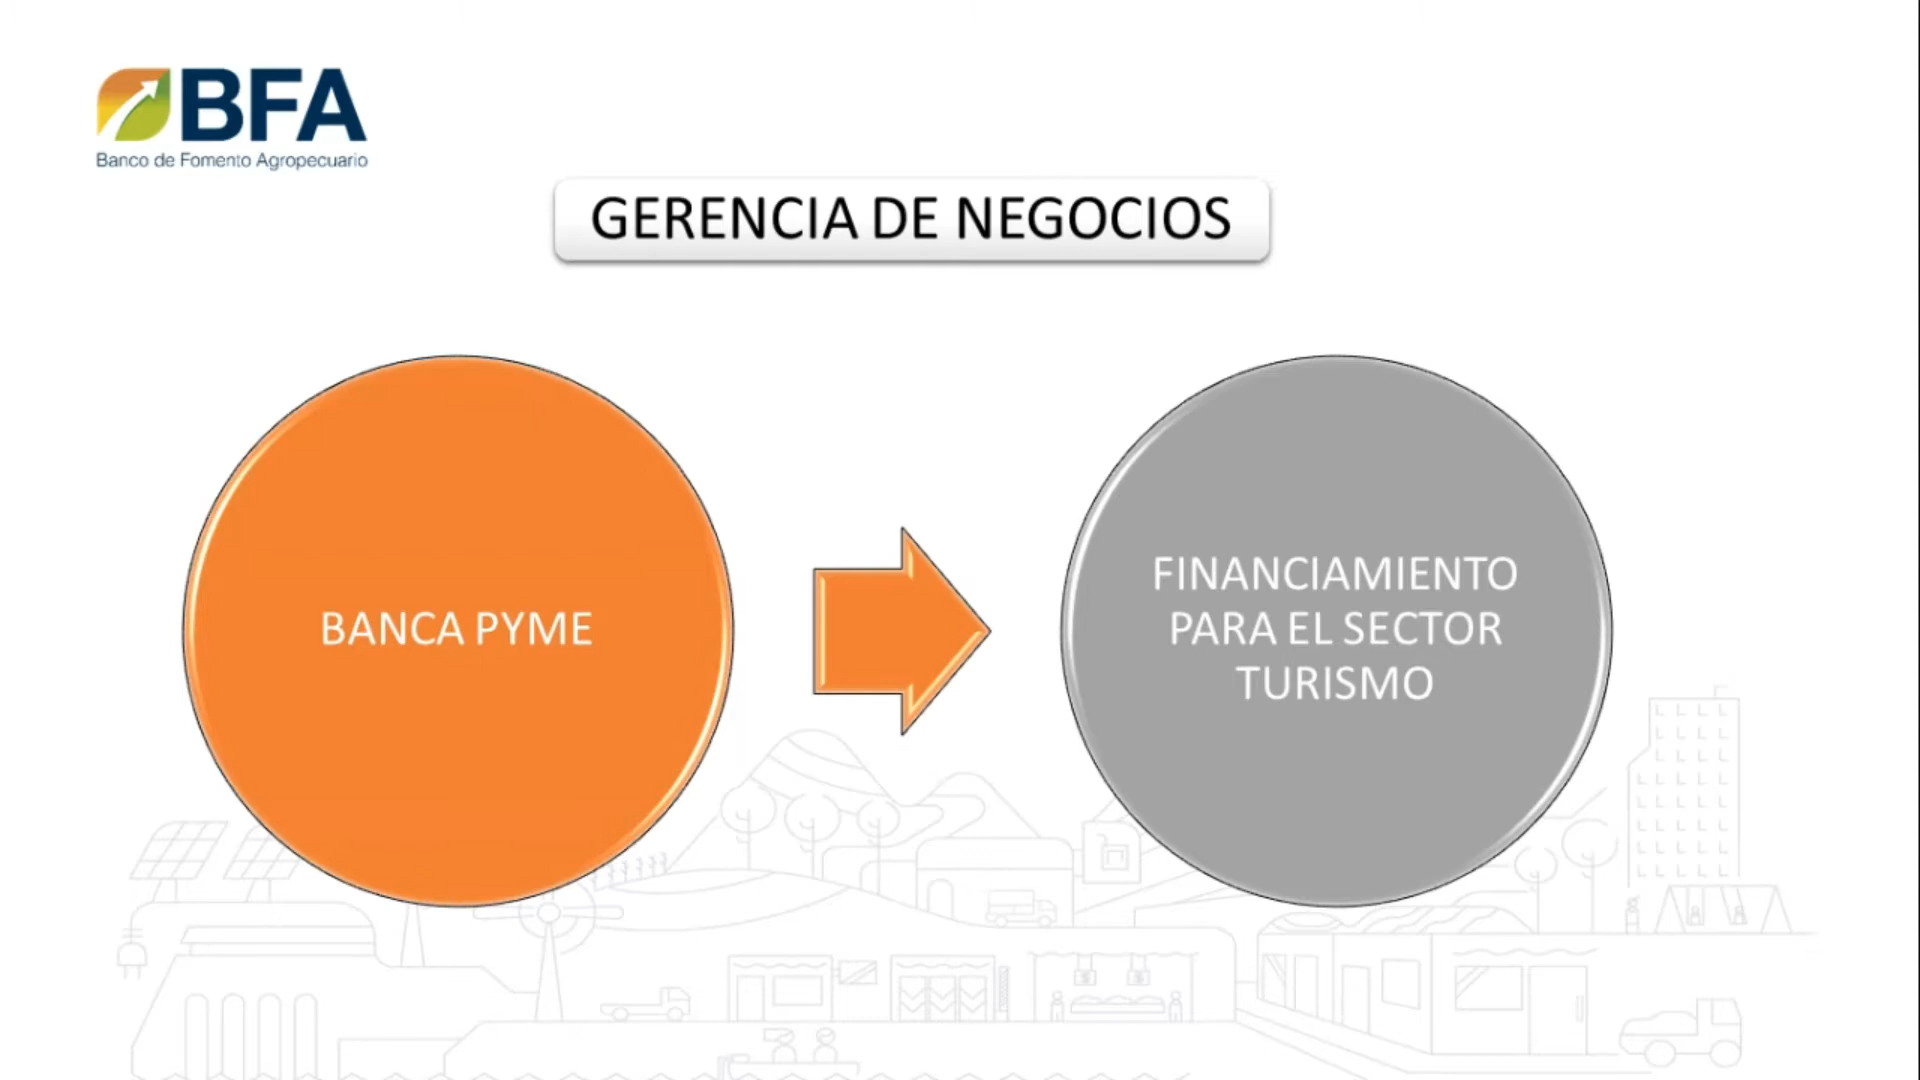 BFA
Banco de Fomento Agropecuario
GERENCIA DE NEGOCIOS
BANCA PYME
FINANCIAMIENTO
PARA EL SECTOR
TURISMO